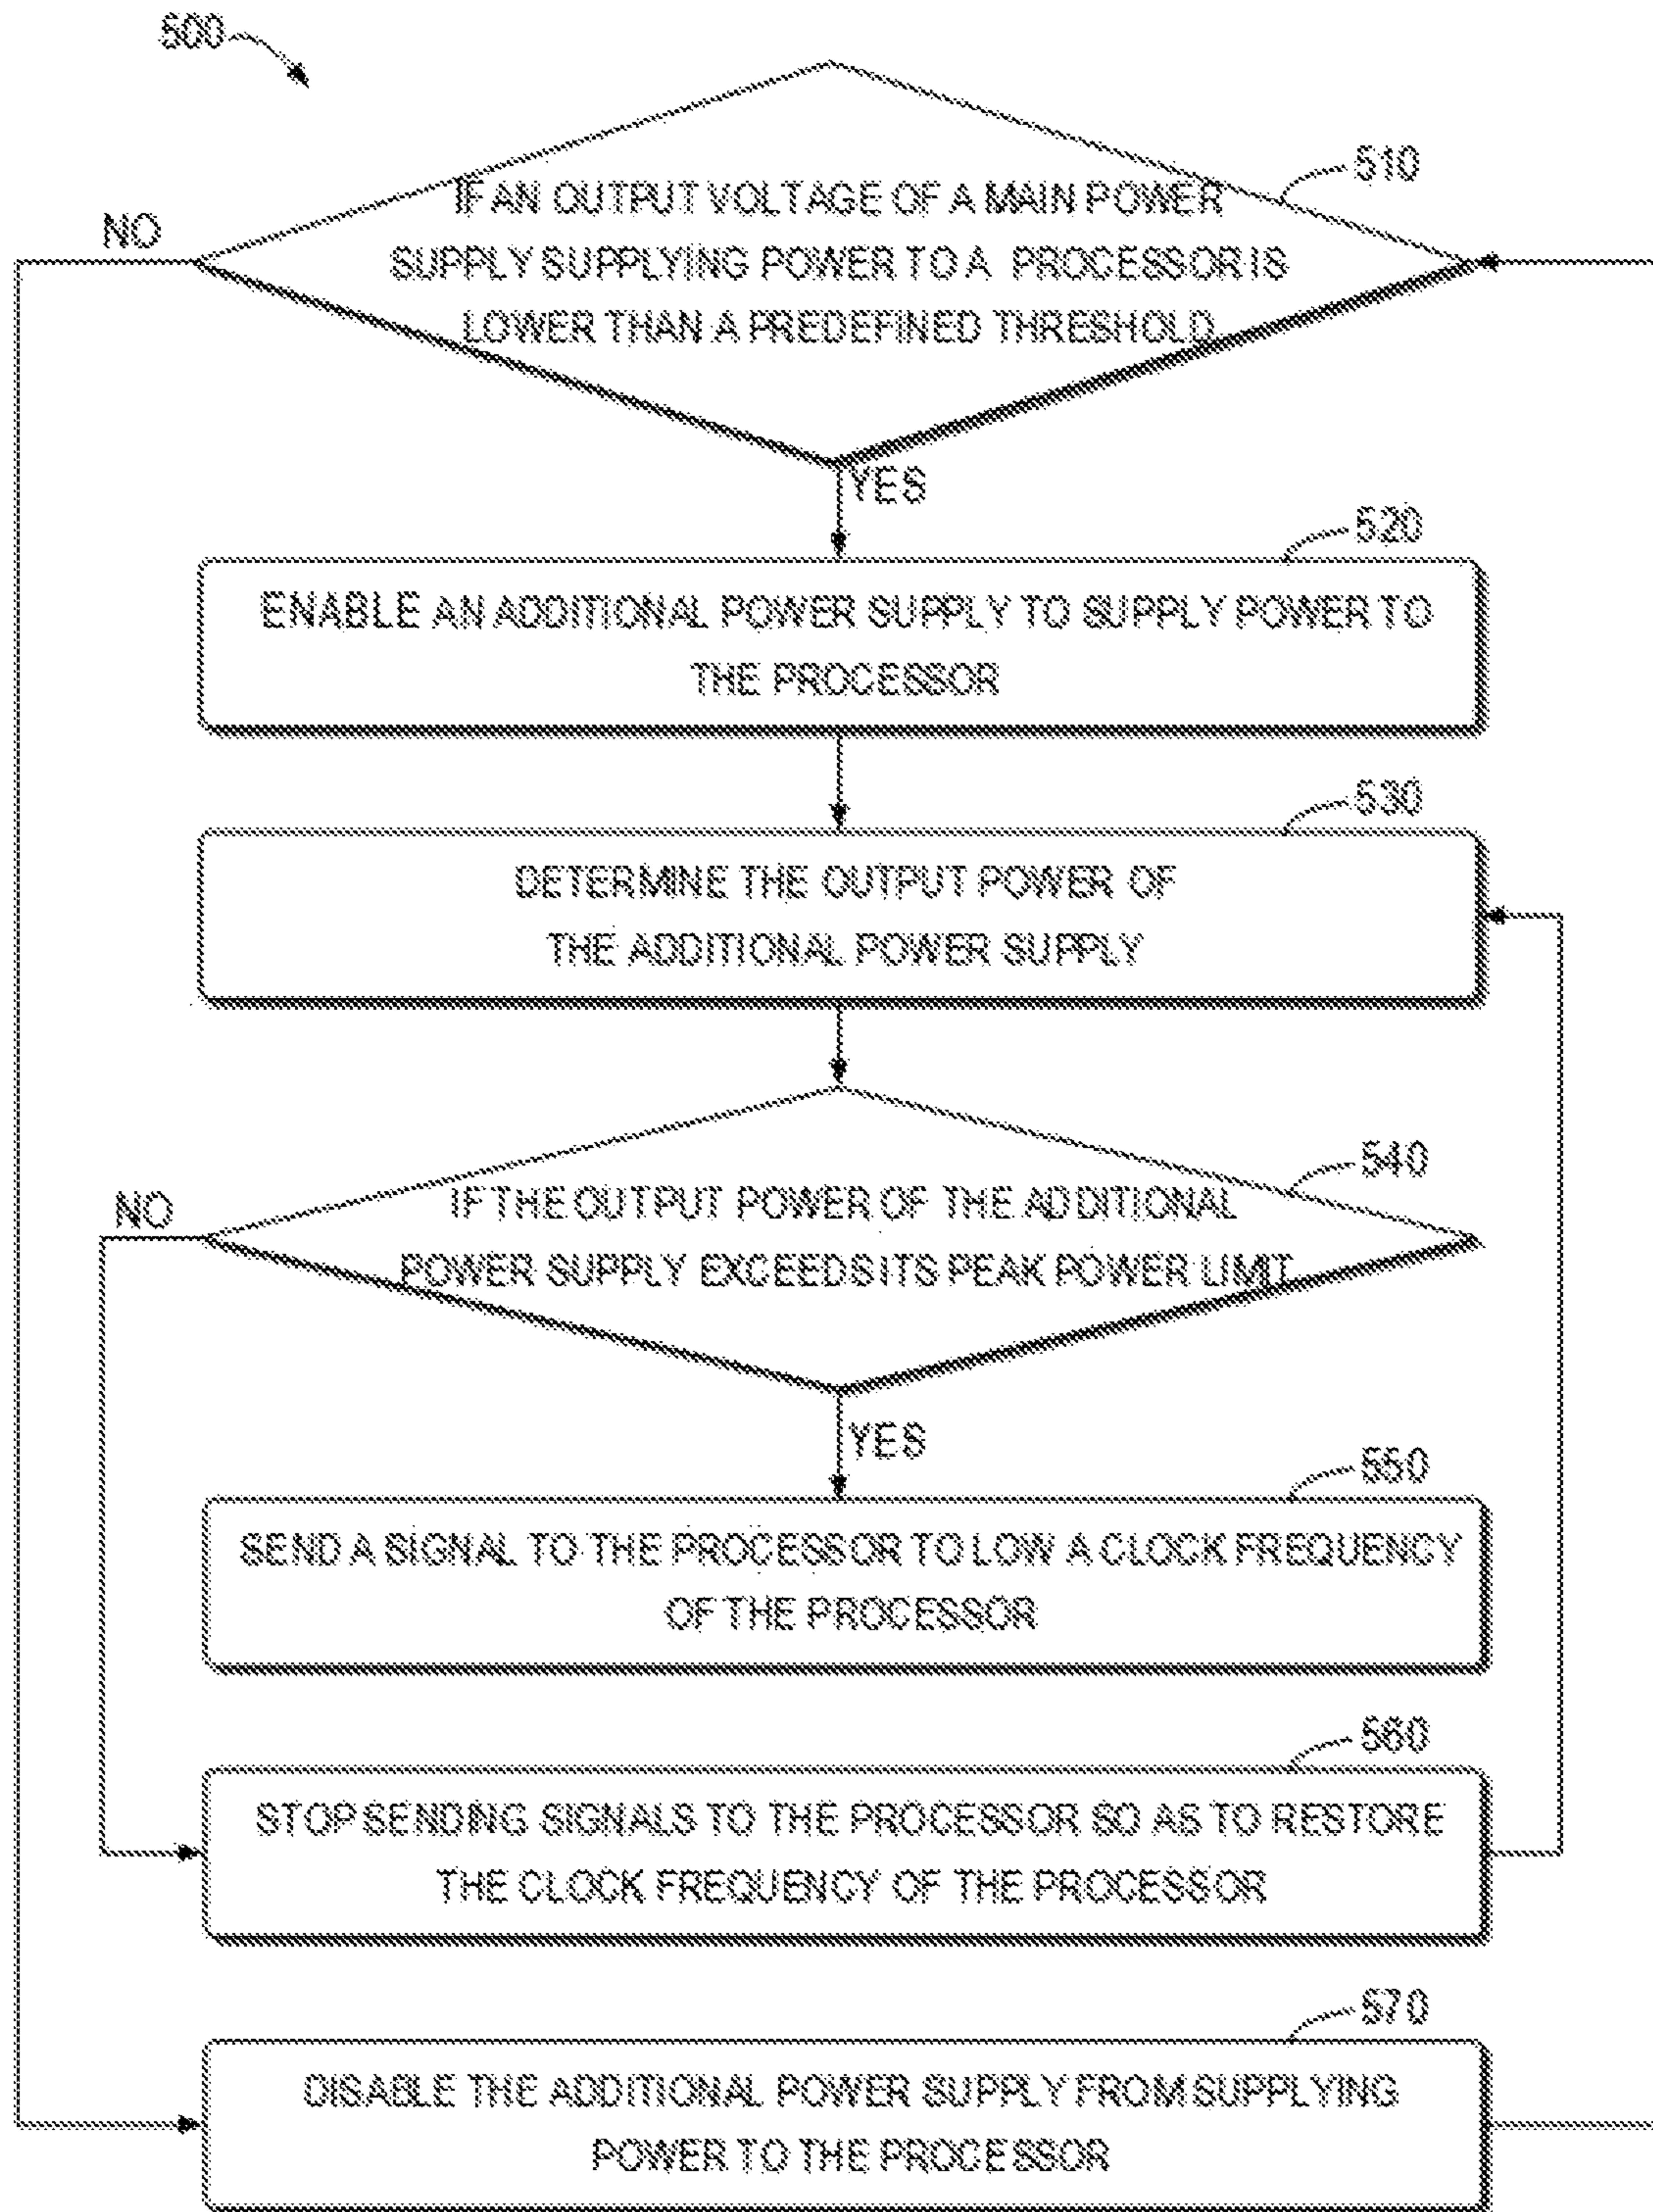 500
510
IF AN OUTPUT VOLTAGE OF A MAIN POWER
SUPPLY SUPPLYING POWER TO A PROCESSOR IS
LOWER THAN A PREDEFINED THRESHOLD
NO
YES
520
ENABLE AN ADDITIONAL POWER SUPPLY TO SUPPLY POWER TO
THE PROCESSOR
530
DETERMINE THE OUTPUT POWER OF
THE ADDITIONAL POWER SUPPLY
540
IF THE OUTPUT POWER OF THE ADDITIONAL
POWER SUPPLY EXCEEDS ITS PEAK POWER LIMIT
NO
YES
550
SEND A SIGNAL TO THE PROCESSOR TO LOW A CLOCK FREQUENCY
OF THE PROCESSOR
560
STOP SENDING SIGNALS TO THE PROCESSOR SO AS TO RESTORE
THE CLOCK FREQUENCY OF THE PROCESSOR
570
DISABLE THE ADDITIONAL POWER SUPPLY FROM SUPPLYING
POWER TO THE PROCESSOR